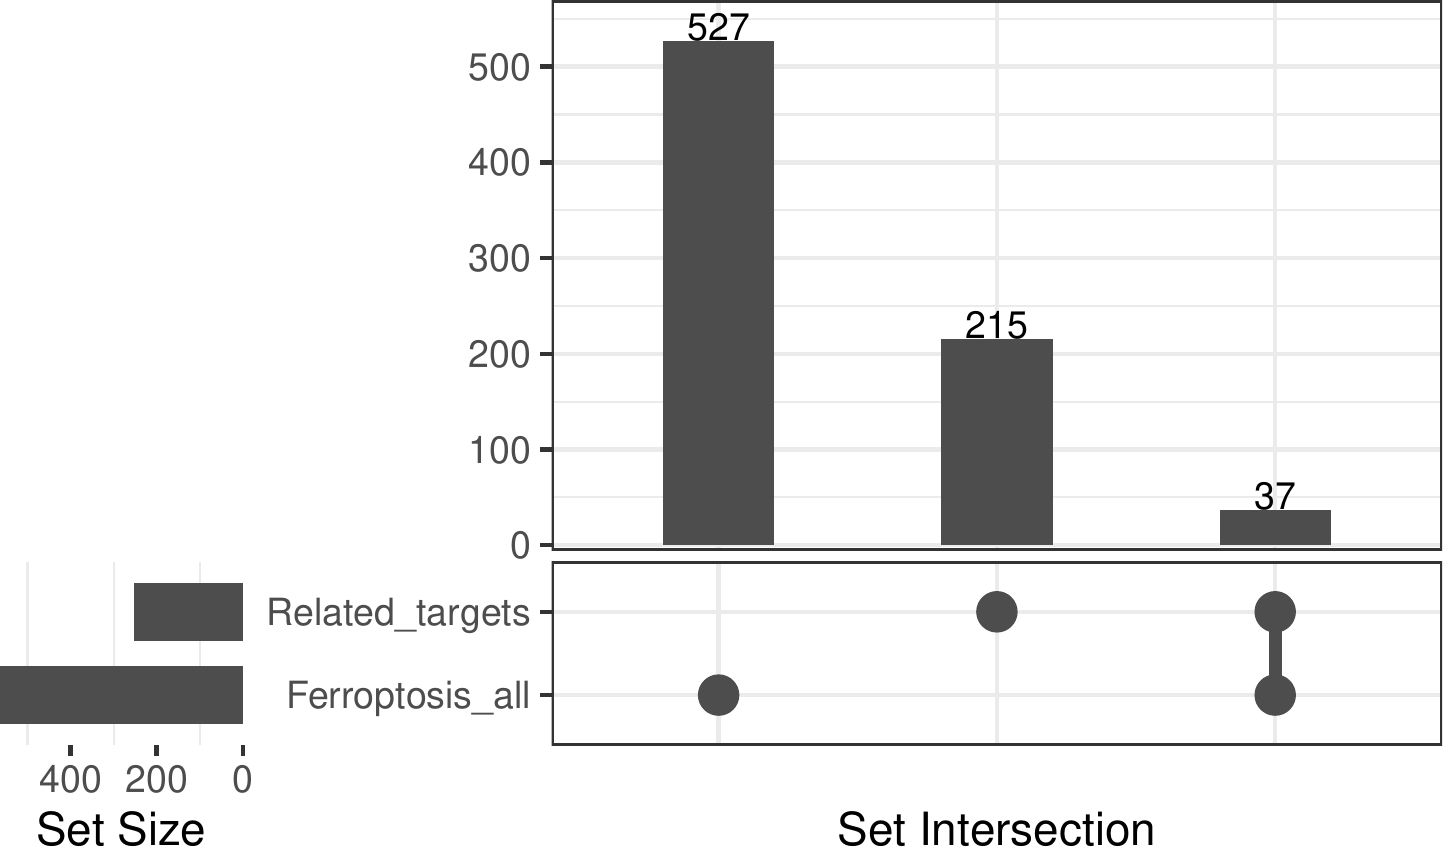 527
500
400
300
215
200
100
37
0
Related_targets
Ferroptosis_all
400 200 0
Set Size
Set Intersection